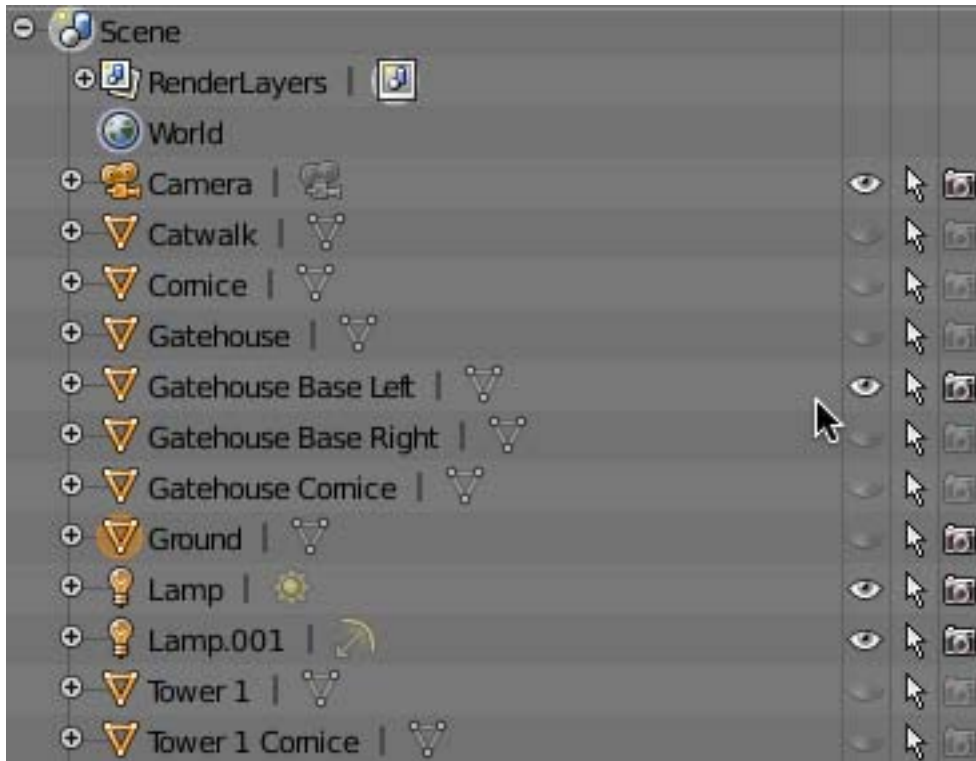 Scene
RenderLayers |
World
Camera |
Catwalk |
Cornice |
Gatehouse |
Gatehouse Base Left |
Gatehouse Base Right |
Gatehouse Cornice |
Ground |
Lamp |
Lamp.001 |
Tower 1 |
Tower 1 Cornice |